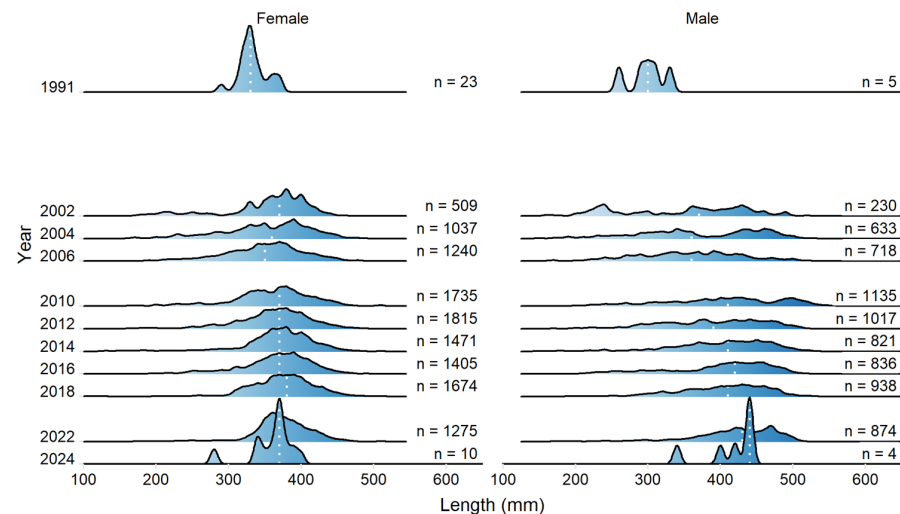 Female Male
1991 n = 23 n = 5
2002 n = 509 n = 230
2004 n = 1037 n = 633
2006 n = 1240 n = 718
2010 n = 1735 n = 1135
2012 n = 1815 n = 1017
2014 n = 1471 n = 821
2016 n = 1405 n = 836
2018 n = 1674 n = 938
2022 n = 1275 n = 874
2024 n = 10 n = 4
Year
100 200 300 400 500 600 100 200 300 400 500 600
Length (mm)